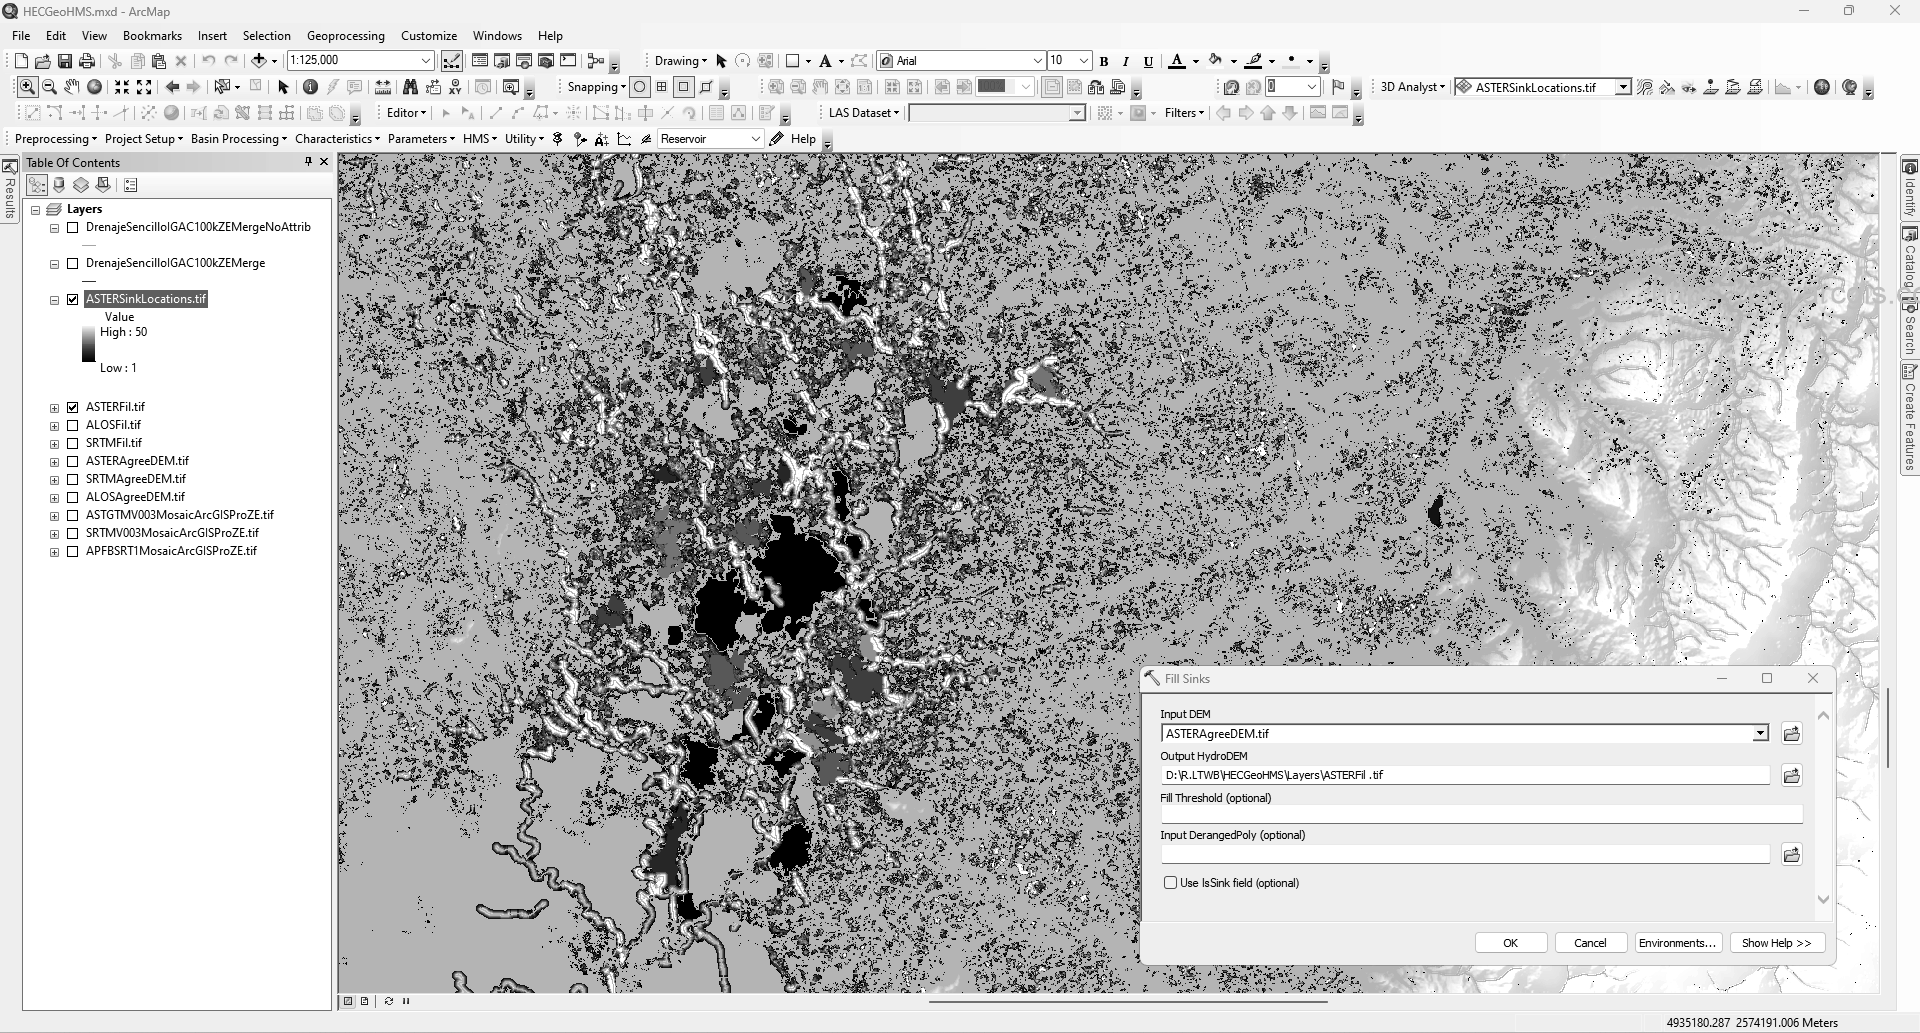 HECGeoHMS.mxd - ArcMap
File Edit View Bookmarks Insert Selection Geoprocessing Customize Windows Help
1:125,000 Drawing A Arial 10 B I U A
Snapping 3D Analyst ASTERSinkLocations.tif
Editor LAS Dataset Filters
Preprocessing Project Setup Basin Processing Characteristics Parameters HMS Utility Reservoir Help
Table Of Contents
Results
Layers
DrenajeSencilloIGAC100kZEMergeNoAttrib
DrenajeSencilloIGAC100kZEMerge
ASTERSinkLocations.tif
Value
High : 50
Low : 1
ASTERFil.tif
ALOSFil.tif
SRTMFil.tif
ASTERAgreeDEM.tif
SRTMAgreeDEM.tif
ALOSAgreeDEM.tif
ASTGTMV003MosaicArcGISProZE.tif
SRTMV003MosaicArcGISProZE.tif
APFBSRT1MosaicArcGISProZE.tif
Identify
Catalog
Search
Create Features
Fill Sinks
Input DEM
ASTERAgreeDEM.tif
Output HydroDEM
D:\R.LTWB\HECGeoHMS\Layers\ASTERFil .tif
Fill Threshold (optional)
Input DerangedPoly (optional)
Use IsSink field (optional)
OK Cancel Environments... Show Help >>
4935180.287 2574191.006 Meters